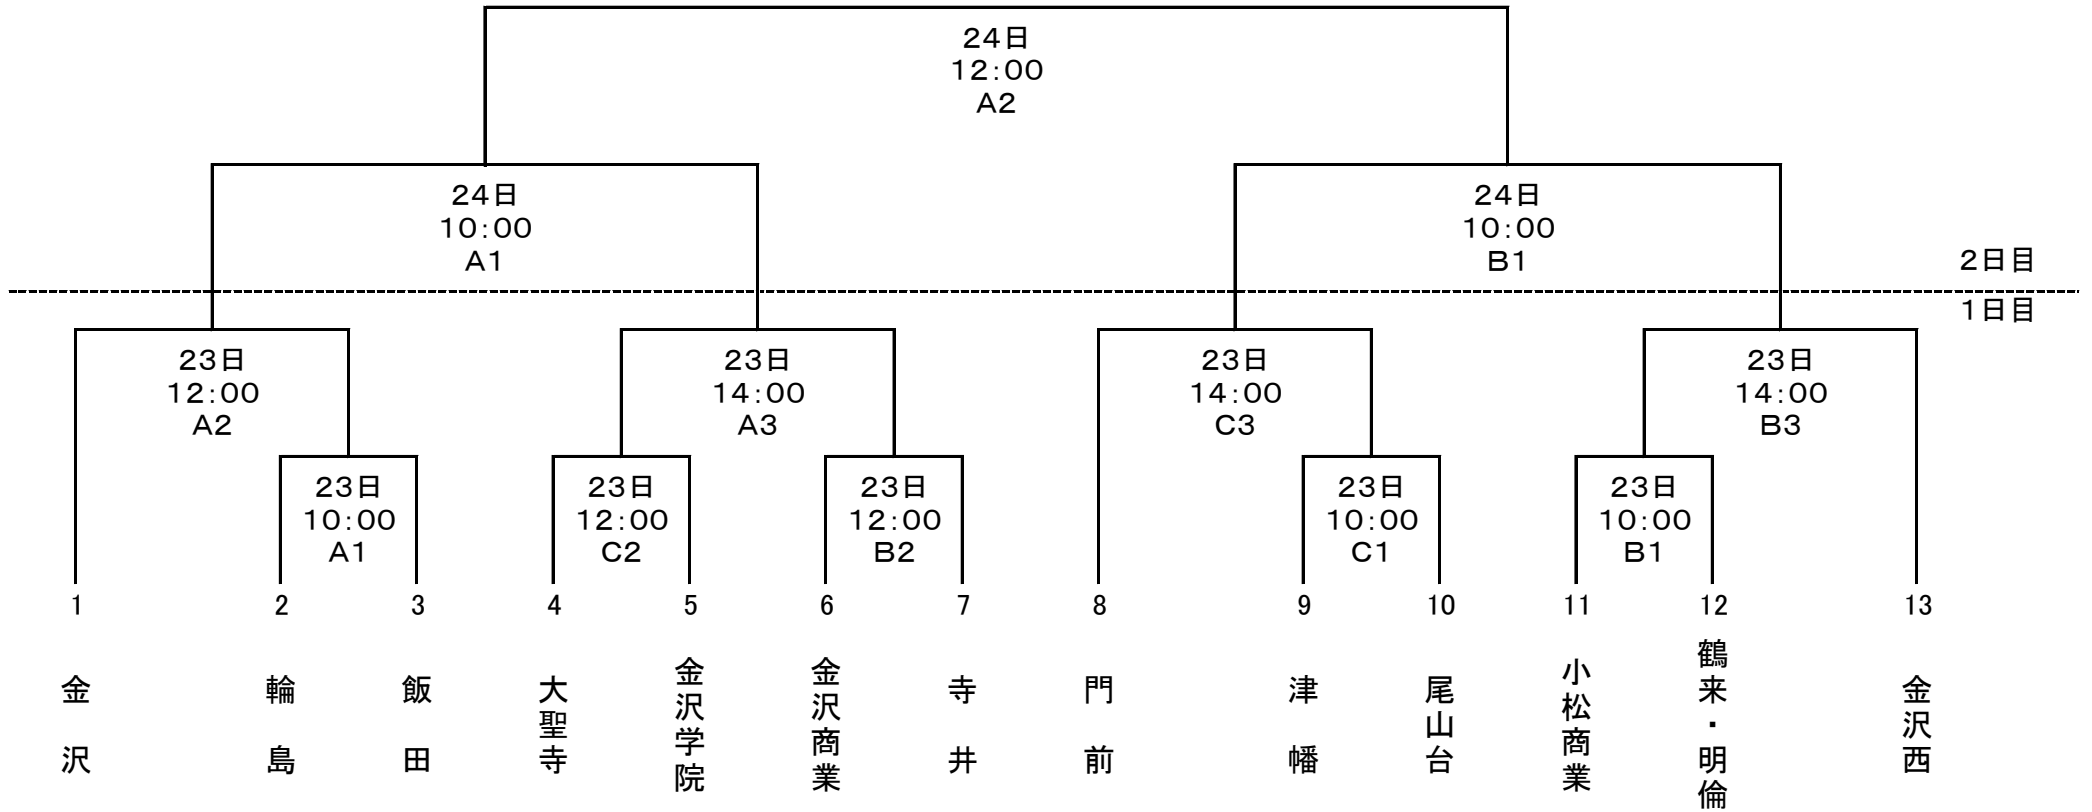 24日
12:00
A2
24日
10:00
A1
24日
10:00
B1
2日目
1日目
23日
12:00
A2
23日
14:00
A3
23日
14:00
C3
23日
14:00
B3
23日
10:00
A1
23日
12:00
C2
23日
12:00
B2
23日
10:00
C1
23日
10:00
B1
1
2
3
4
5
6
7
8
9
10
11
12
13
金沢
輪島
飯田
大聖寺
金沢学院
金沢商業
寺井
門前
津幡
尾山台
小松商業
鶴来・明倫
金沢西